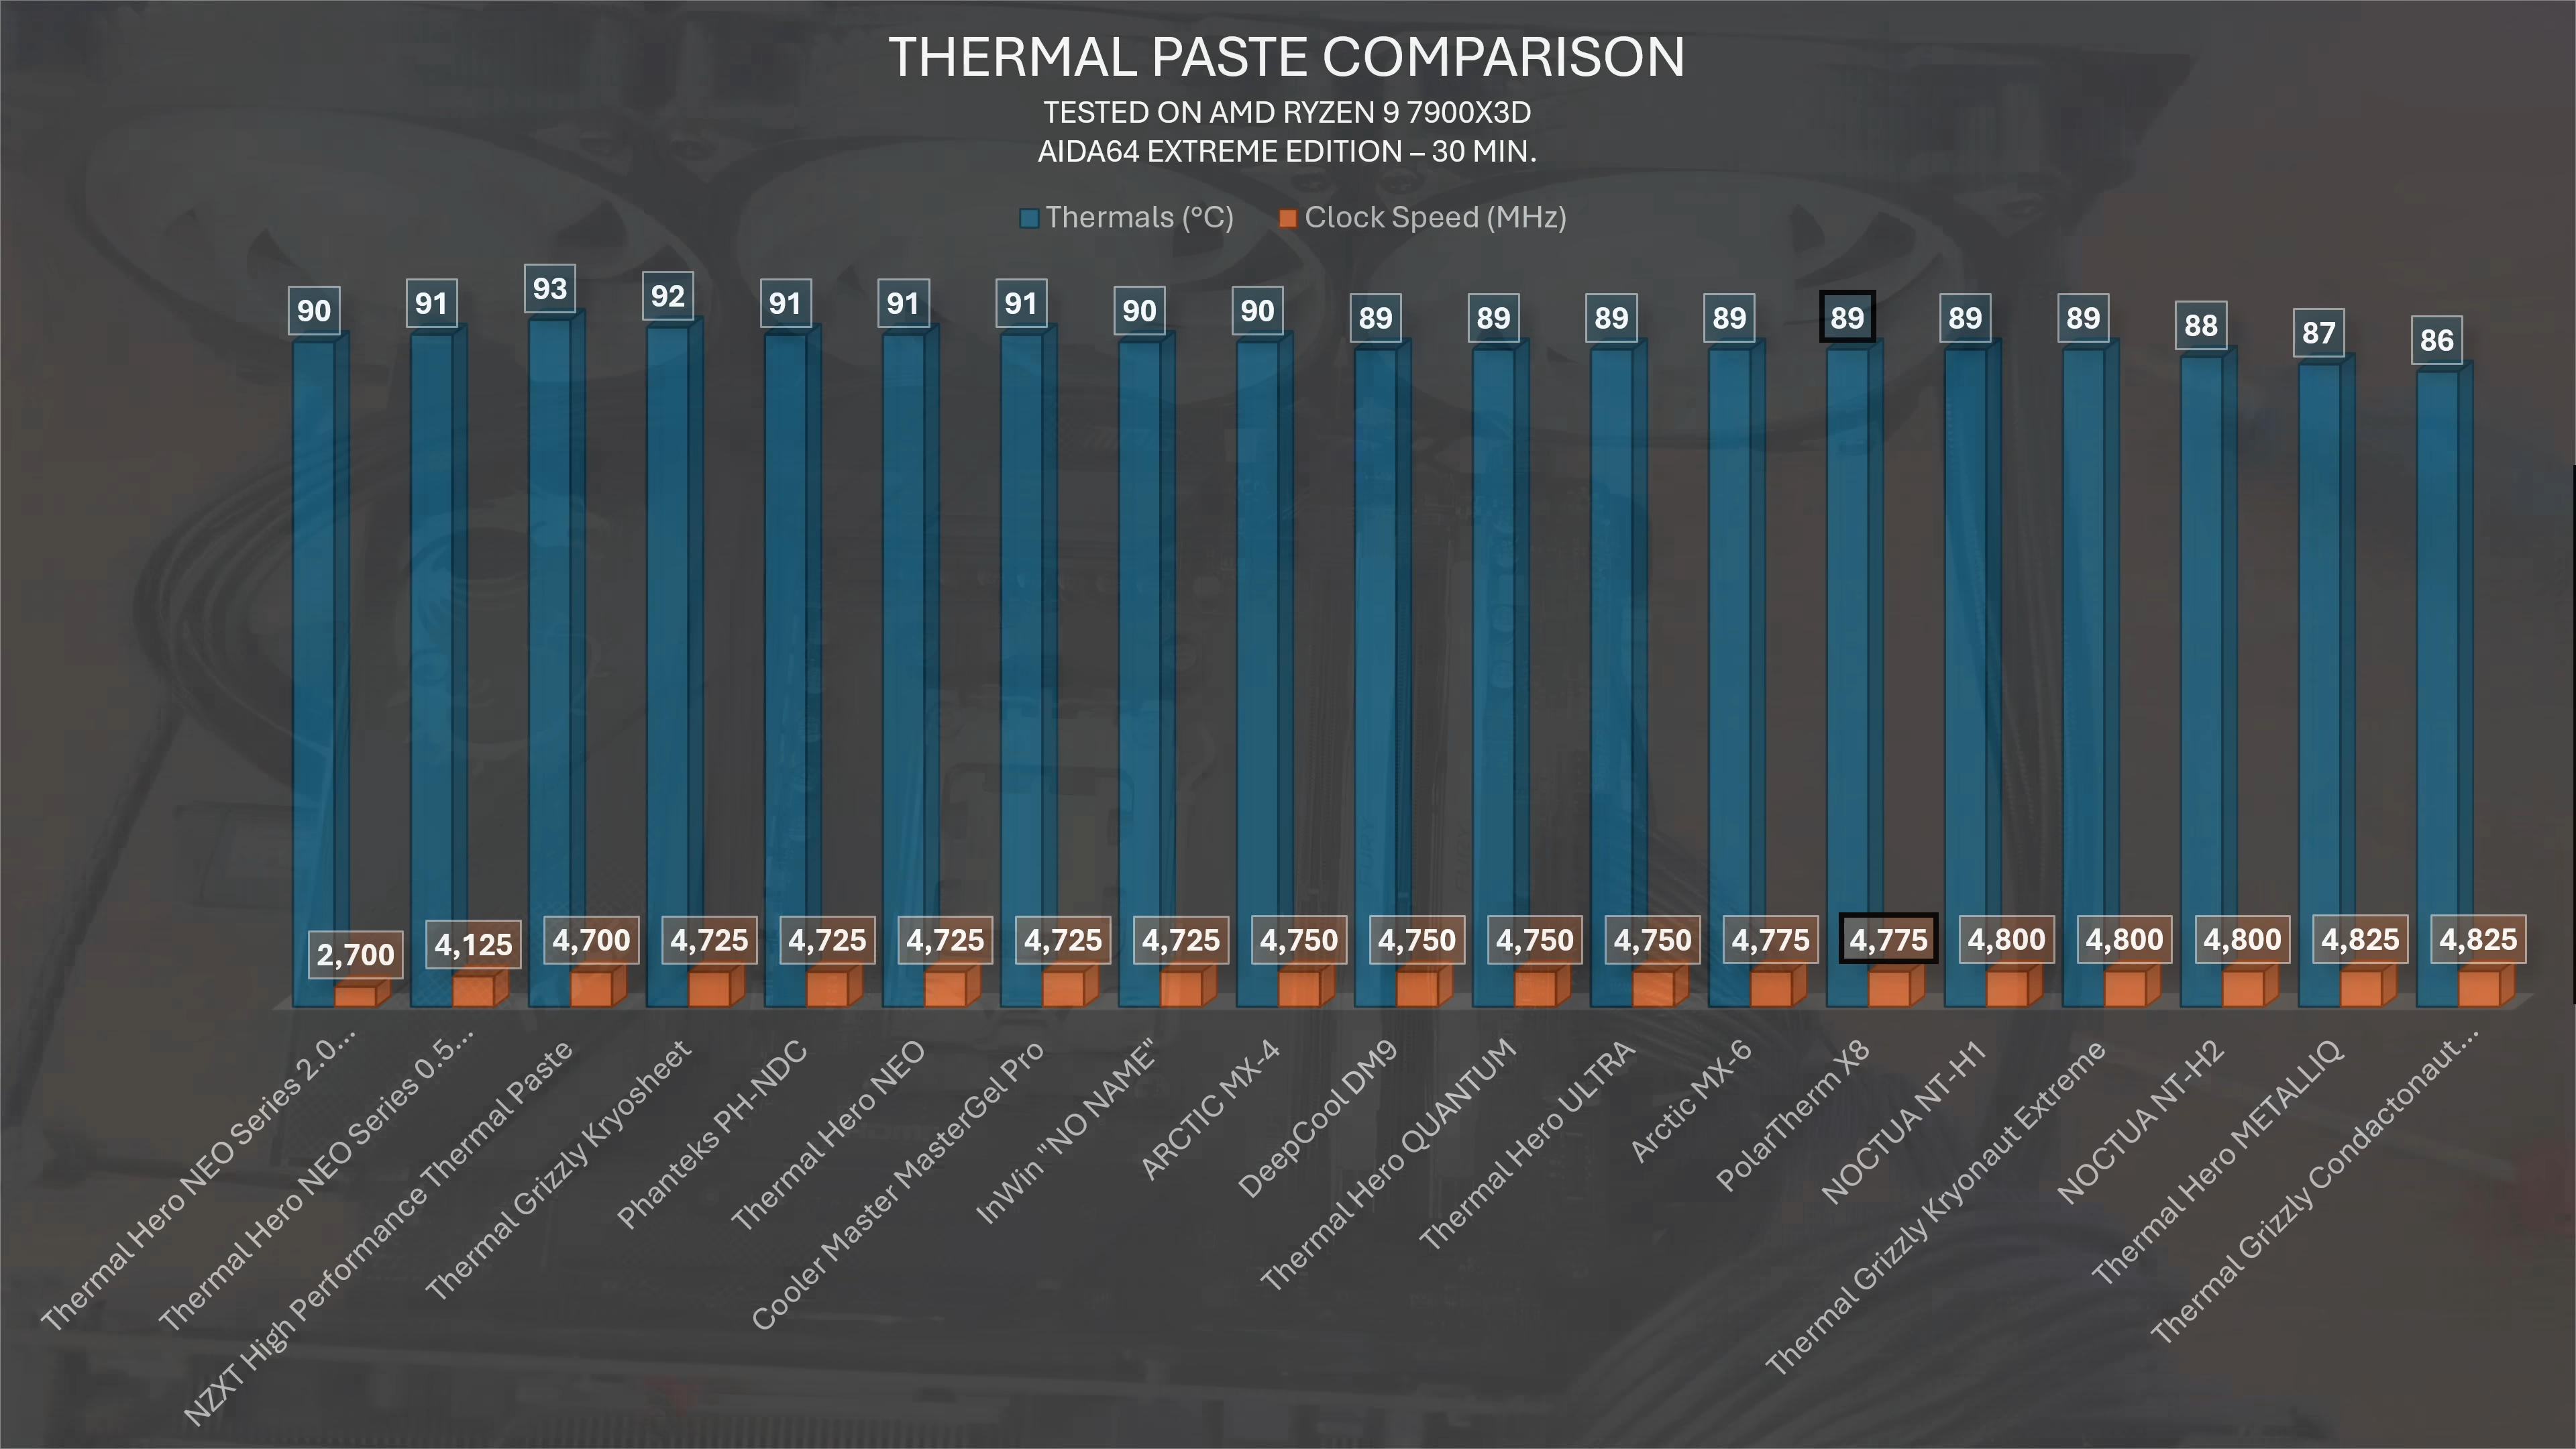 THERMAL PASTE COMPARISON
TESTED ON AMD RYZEN 9 7900X3D
AIDA64 EXTREME EDITION – 30 MIN.
Thermals (°C) Clock Speed (MHz)
90 91 93 92 91 91 91 90 90 89 89 89 89 89 89 89 88 87 86
2,700 4,125 4,700 4,725 4,725 4,725 4,725 4,725 4,750 4,750 4,750 4,750 4,775 4,775 4,800 4,800 4,800 4,825 4,825
Thermal Hero NEO Series 2.0...
Thermal Hero NEO Series 0.5...
NZXT High Performance Thermal Paste
Thermal Grizzly Kryosheet
Phanteks PH-NDC
Thermal Hero NEO
Cooler Master MasterGel Pro
InWin "NO NAME"
ARCTIC MX-4
DeepCool DM9
Thermal Hero QUANTUM
Thermal Hero ULTRA
Arctic MX-6
PolarTherm X8
NOCTUA NT-H1
Thermal Grizzly Kryonaut Extreme
NOCTUA NT-H2
Thermal Hero METALLIQ
Thermal Grizzly Condactonaut...